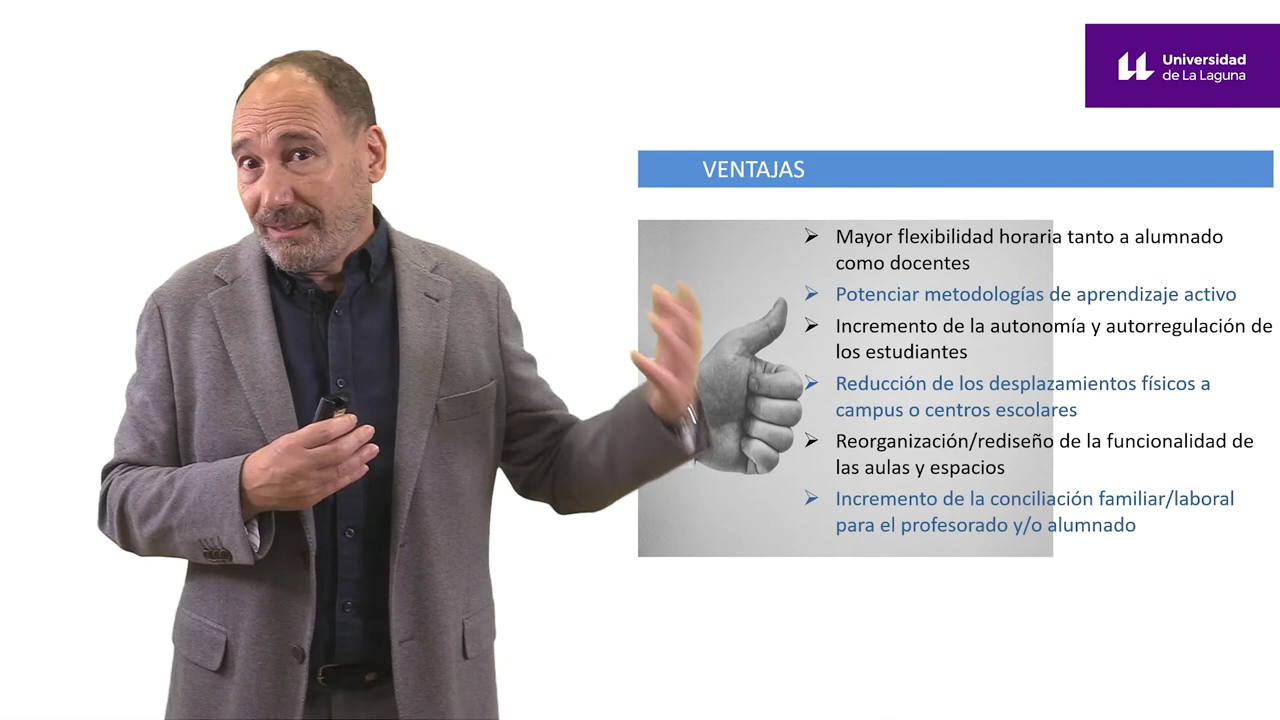 Universidad
de La Laguna
VENTAJAS
Mayor flexibilidad horaria tanto a alumnado
como docentes
Potenciar metodologías de aprendizaje activo
Incremento de la autonomía y autorregulación de
los estudiantes
Reducción de los desplazamientos físicos a
campus o centros escolares
Reorganización/rediseño de la funcionalidad de
las aulas y espacios
Incremento de la conciliación familiar/laboral
para el profesorado y/o alumnado